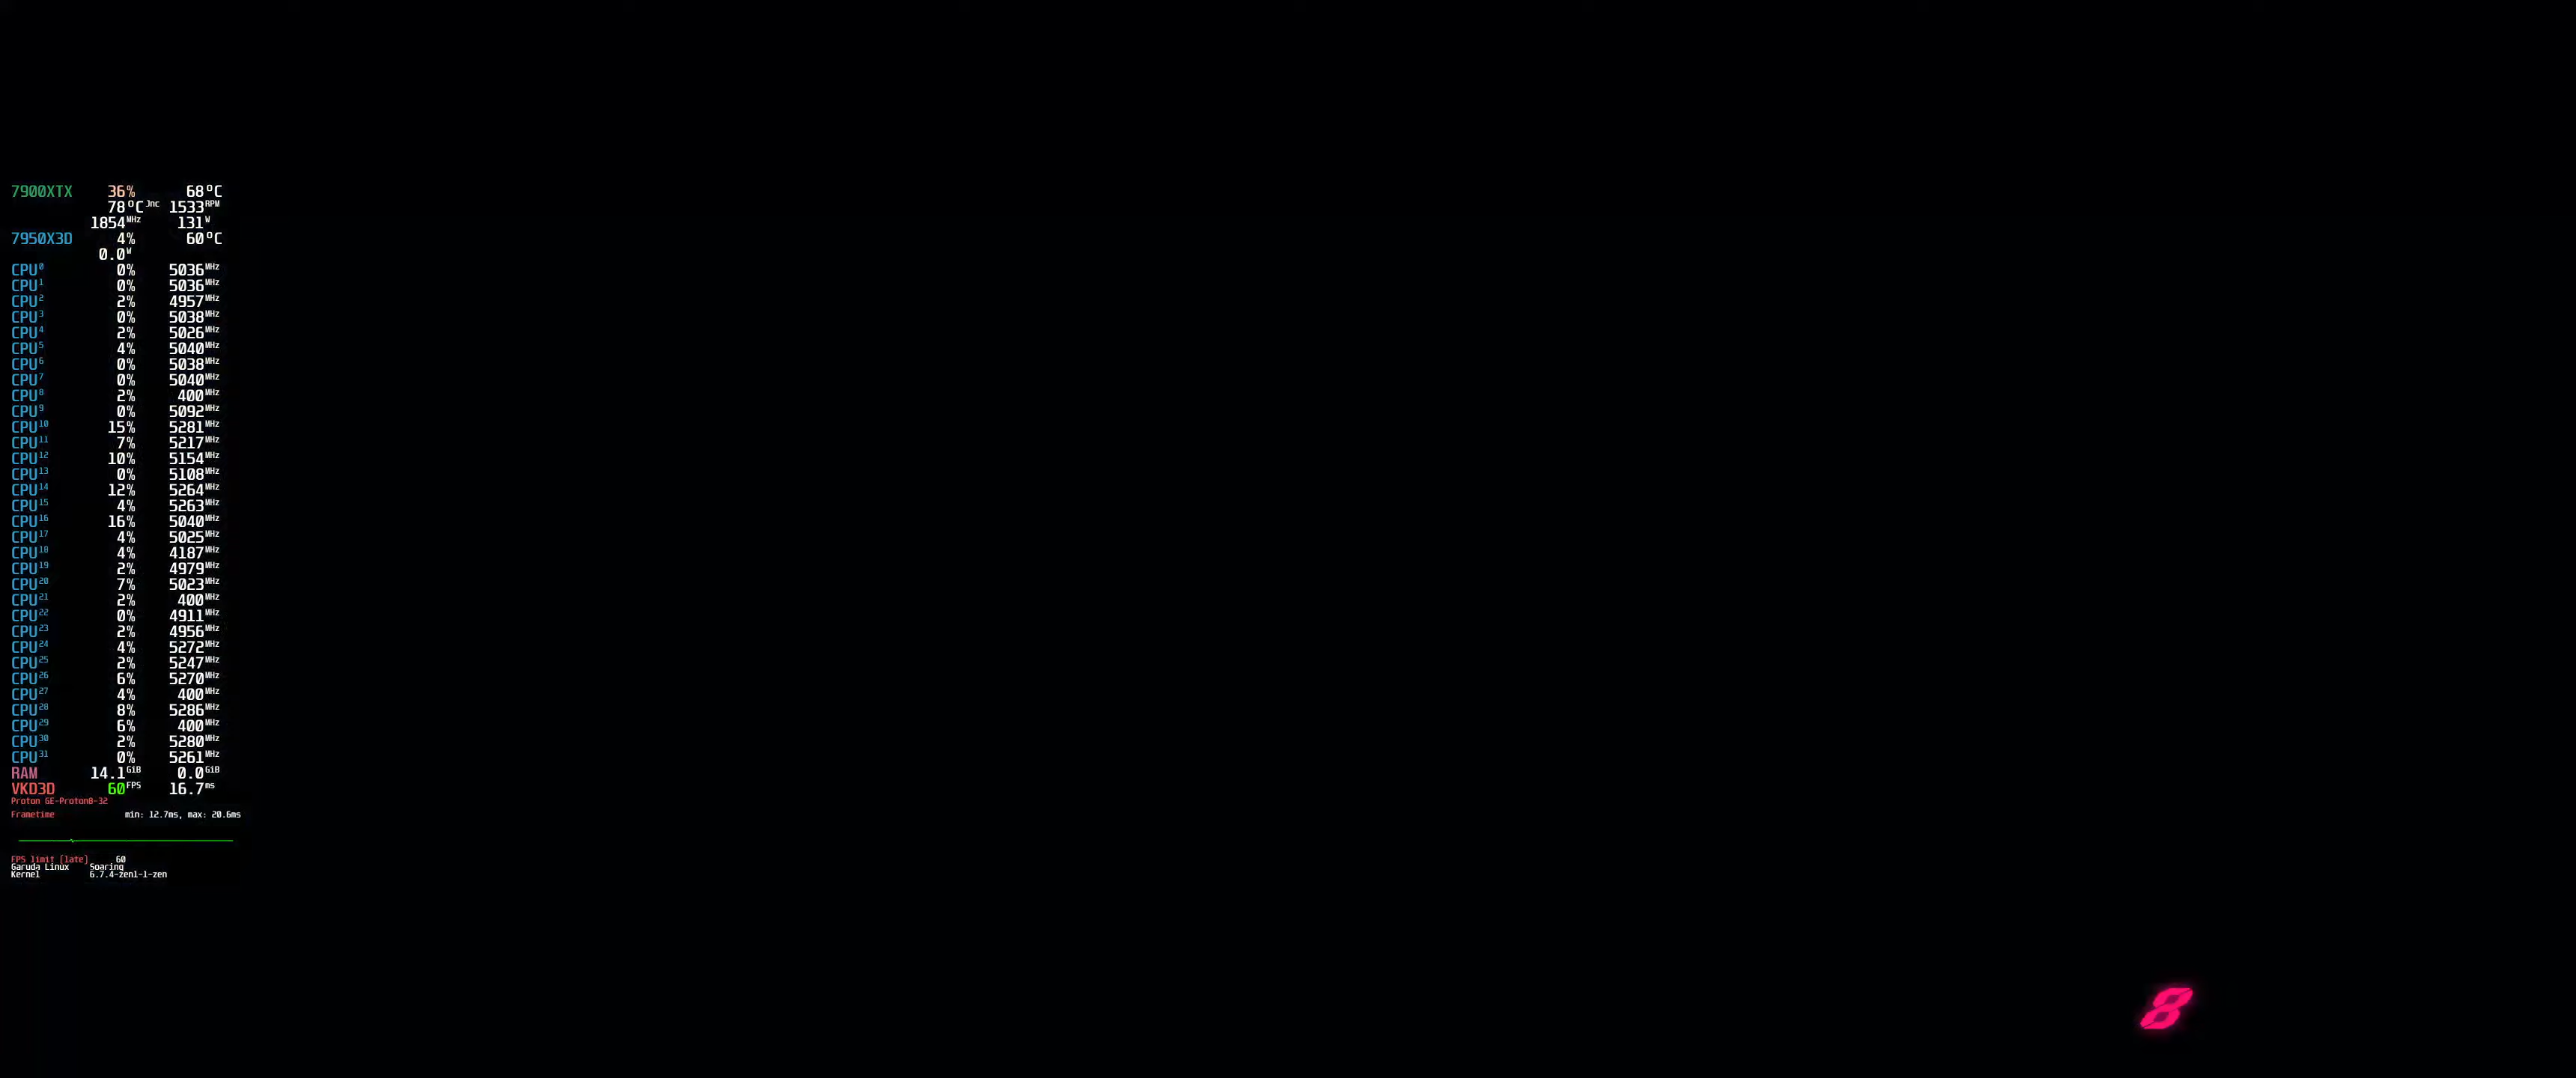 7900XTX 36% 68°C
78°C Jnc 1533 RPM
1854 MHz 131 W
7950X3D 4% 60°C
0.0 W
CPU0 0% 5036 MHz
CPU1 0% 5036 MHz
CPU2 2% 4957 MHz
CPU3 0% 5038 MHz
CPU4 2% 5026 MHz
CPU5 4% 5040 MHz
CPU6 0% 5038 MHz
CPU7 0% 5040 MHz
CPU8 2% 400 MHz
CPU9 0% 5092 MHz
CPU10 15% 5281 MHz
CPU11 7% 5217 MHz
CPU12 10% 5154 MHz
CPU13 0% 5108 MHz
CPU14 12% 5264 MHz
CPU15 4% 5263 MHz
CPU16 16% 5040 MHz
CPU17 4% 5025 MHz
CPU18 4% 4187 MHz
CPU19 2% 4979 MHz
CPU20 7% 5023 MHz
CPU21 2% 400 MHz
CPU22 0% 4911 MHz
CPU23 2% 4956 MHz
CPU24 4% 5272 MHz
CPU25 2% 5247 MHz
CPU26 6% 5270 MHz
CPU27 4% 400 MHz
CPU28 8% 5286 MHz
CPU29 6% 400 MHz
CPU30 2% 5280 MHz
CPU31 0% 5261 MHz
RAM 14.1 GiB 0.0 GiB
VKD3D 60 FPS 16.7 ms
Proton GE-Proton8-32
Frametime min: 12.7ms, max: 20.6ms
FPS limit (late) 60
Garuda Linux Soaring
Kernel 6.7.4-zen1-1-zen
8